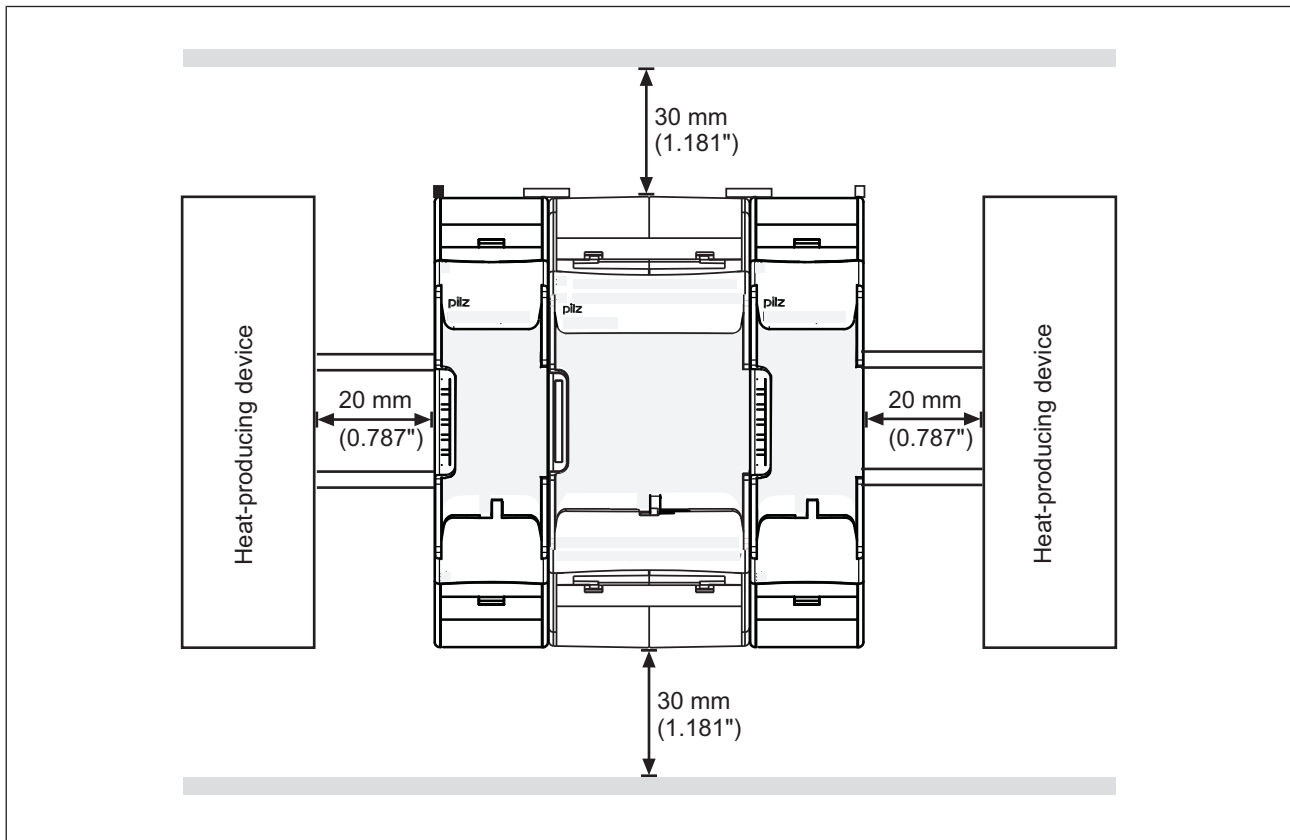 30 mm
(1.181")
pilz
pilz
pilz
Heat-producing device
20 mm
(0.787")
20 mm
(0.787")
Heat-producing device
30 mm
(1.181")